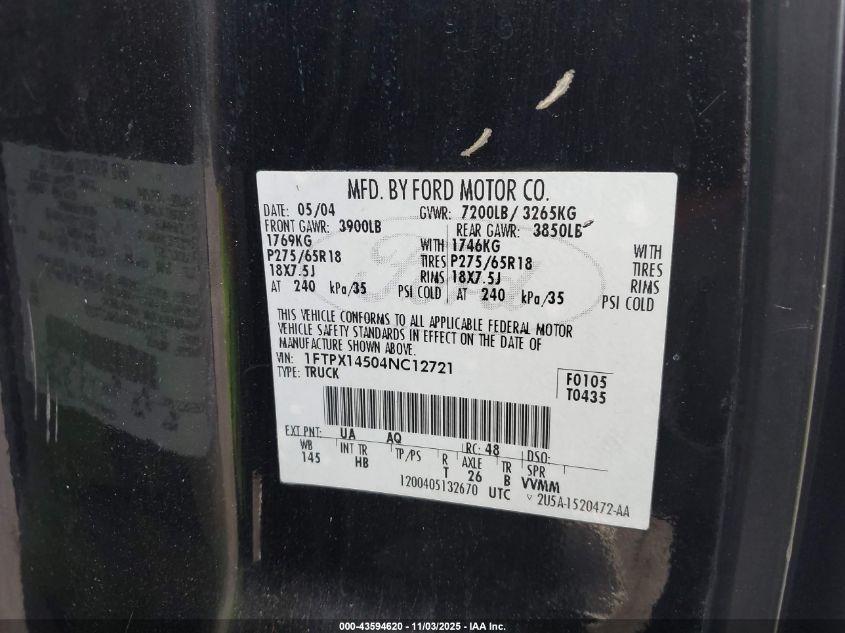 MFD. BY FORD MOTOR CO.
DATE: 05/04 GVWR: 7200LB/ 3265KG
FRONT GAWR: 3900LB REAR GAWR: 3850LB
1769KG WITH 1746KG WITH
P275/65R18 TIRES P275/65R18 TIRES
18X7.5J RIMS 18X7.5J RIMS
AT 240 kPa/35 PSI COLD AT 240 kPa/35 PSI COLD
THIS VEHICLE CONFORMS TO ALL APPLICABLE FEDERAL MOTOR
VEHICLE SAFETY STANDARDS IN EFFECT ON THE DATE OF
MANUFACTURE SHOWN ABOVE.
VIN: 1FTPX14504NC12721
TYPE: TRUCK
F0105
T0435
EXT PNT: UA AQ RC: 48 DSO:
WB INT TR TP/PS R AXLE TR SPR
145 HB T 26 B VVMM
1200405132670 UTC 2U5A-1520472-AA
Ford
000-43594620 - 11/03/2025 - IAA Inc.